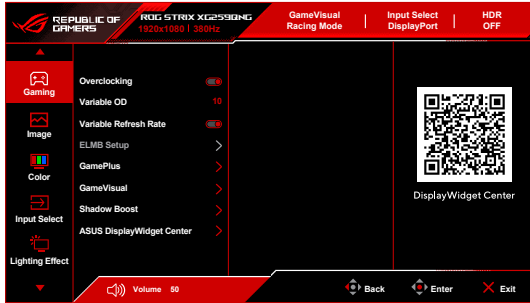 REPUBLIC OF
GAMERS
ROG STRIX XG259QNG
1920x1080 | 380Hz
GameVisual
Racing Mode
Input Select
DisplayPort
HDR
OFF
Gaming
Image
Color
Input Select
Lighting Effect
Overclocking
Variable OD 10
Variable Refresh Rate
ELMB Setup
GamePlus
GameVisual
Shadow Boost
ASUS DisplayWidget Center
DisplayWidget Center
Volume 50
Back
Enter
Exit